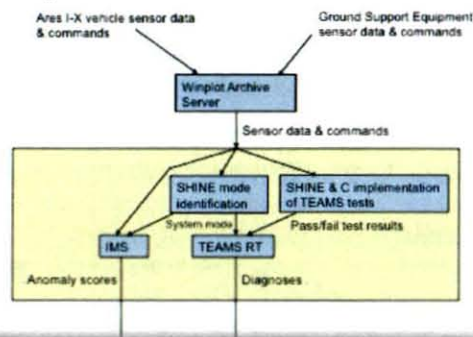 Ares I-X vehicle sensor data
& commands
Ground Support Equipment
sensor data & commands
Winplot Archive
Server
Sensor data & commands
SHINE mode
identification
SHINE & C implementation
of TEAMS tests
System mode
Pass/fail test results
IMS
TEAMS RT
Anomaly scores
Diagnoses